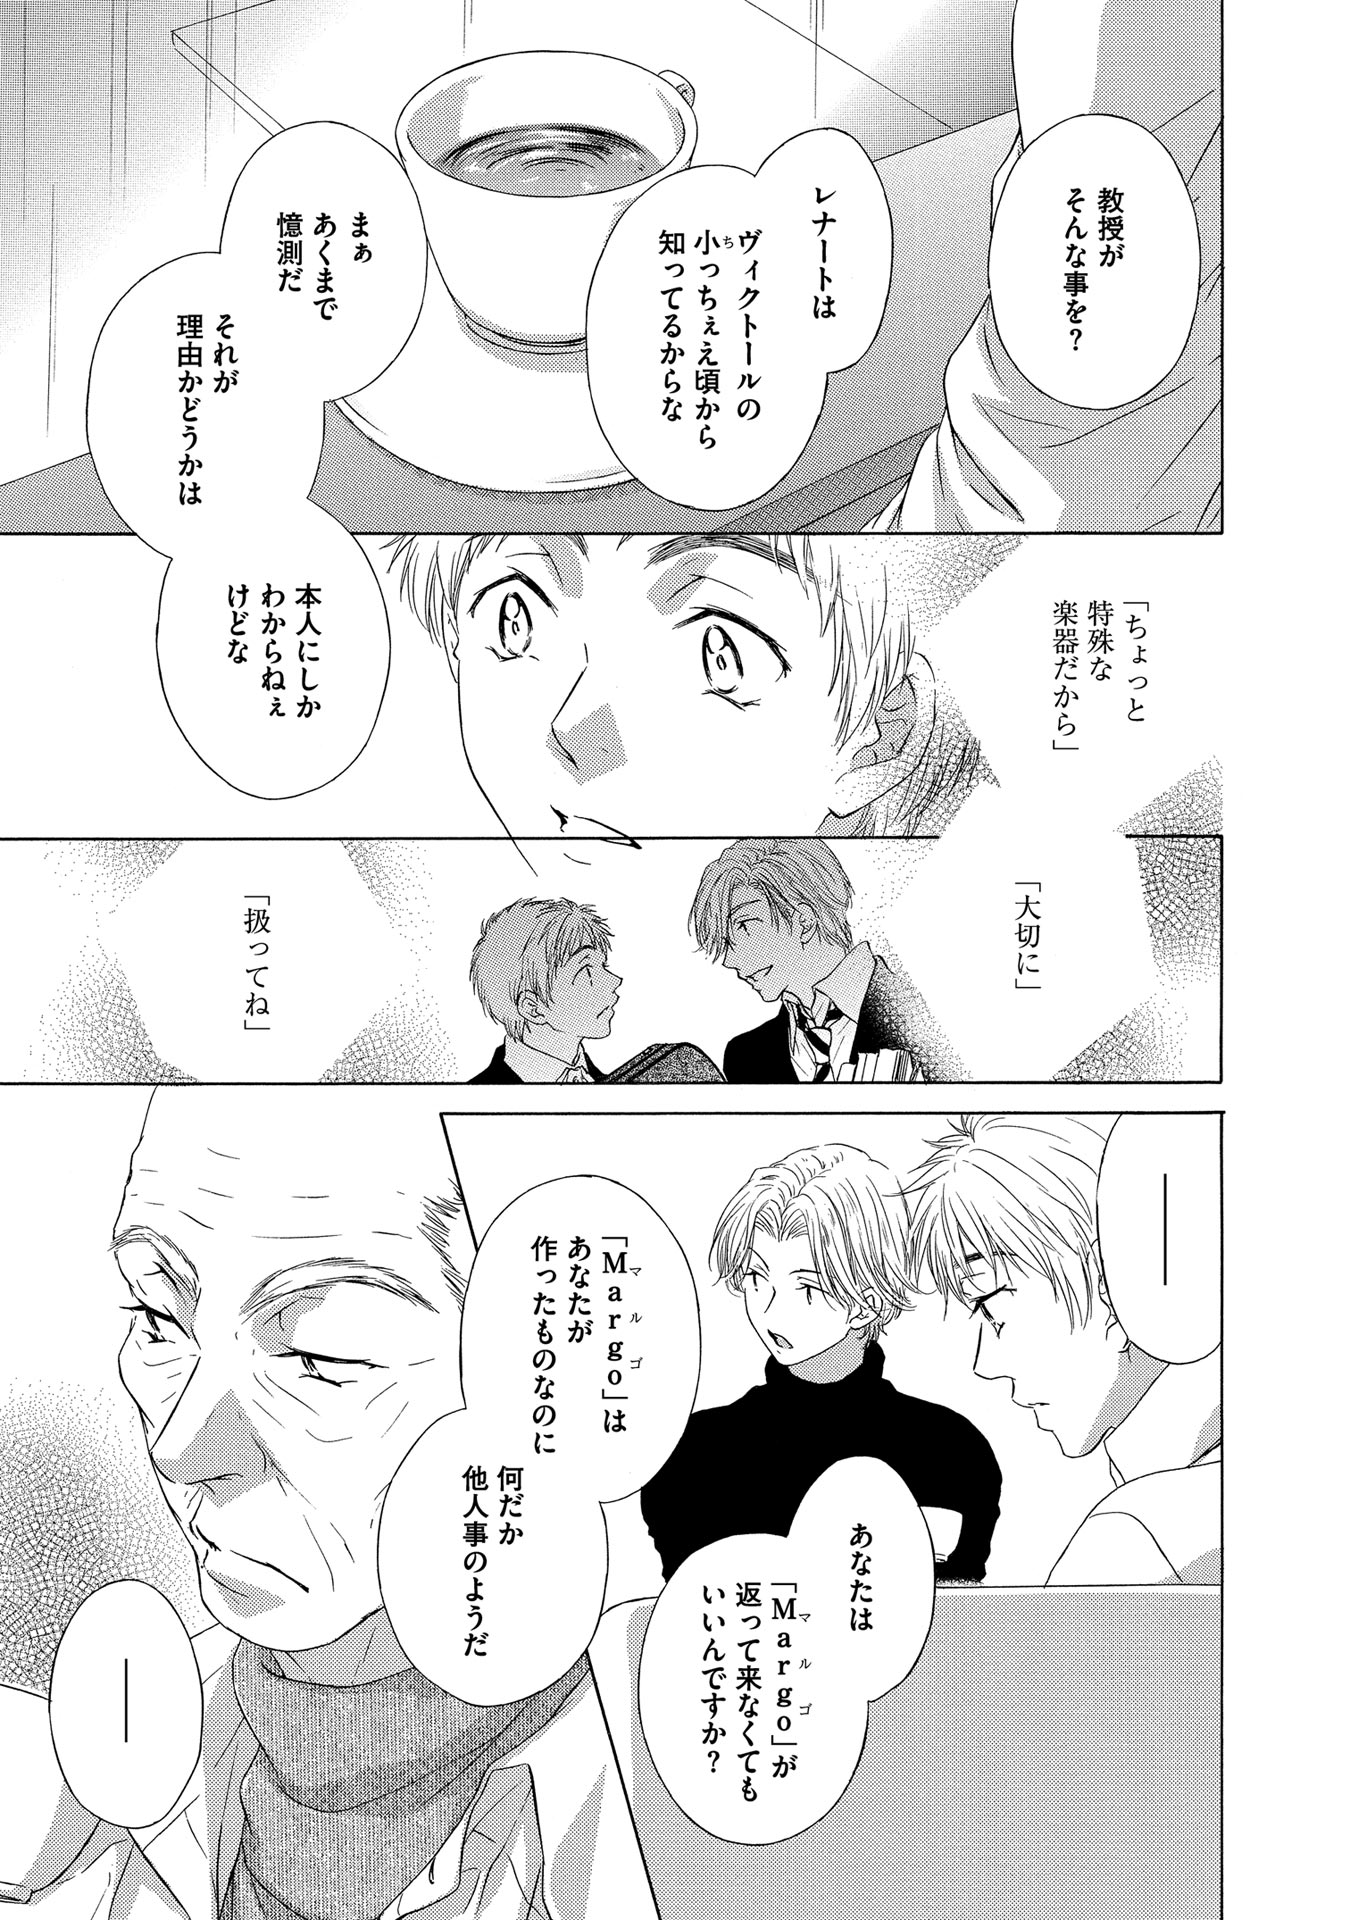 教授が
そんな事を?
レナートは
ヴィクトールの
小っちぇえ頃から
知ってるからな
まぁ
あくまで
憶測だ
それが
理由かどうかは
本人にしか
わからねぇ
けどな
「ちょっと
特殊な
楽器だから」
「大切に」
「扱ってね」
―
あなたは
「Margo」が
返って来なくても
いいんですか?
「Margo」は
あなたが
作ったものなのに
何だか
他人事のようだ
―